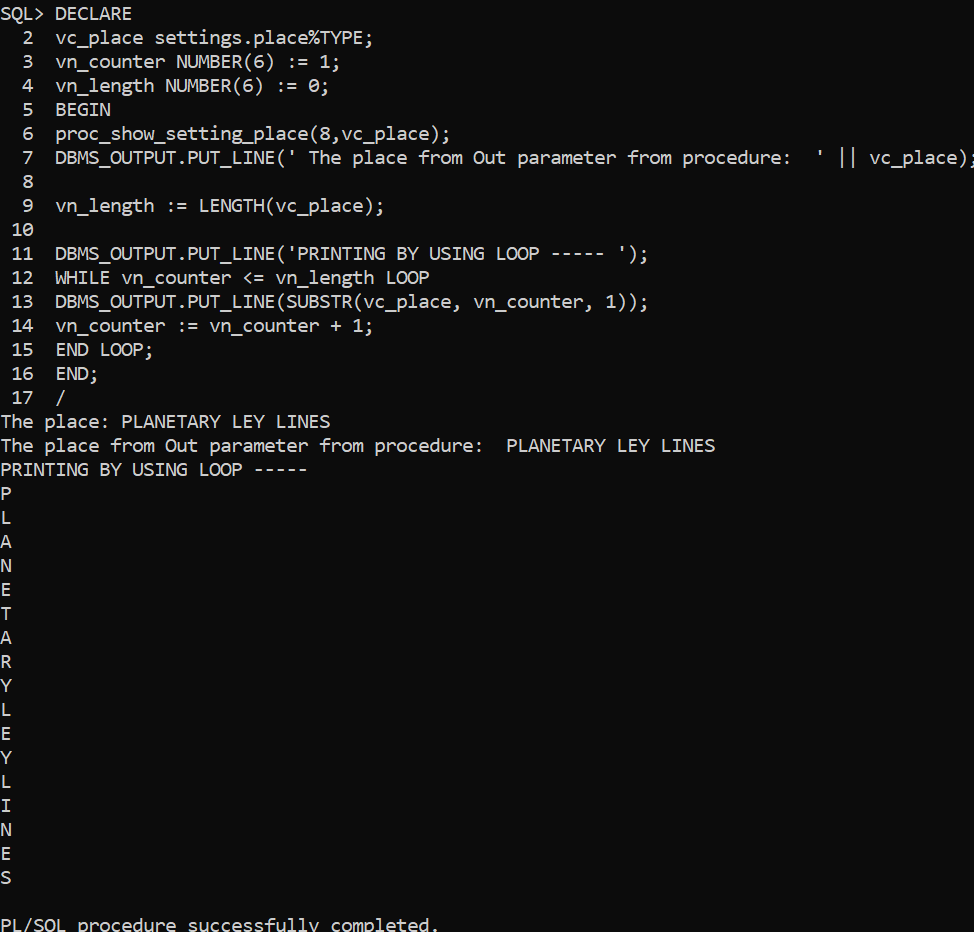 SQL> DECLARE
  2  vc_place settings.place%TYPE;
  3  vn_counter NUMBER(6) := 1;
  4  vn_length NUMBER(6) := 0;
  5  BEGIN
  6  proc_show_setting_place(8,vc_place);
  7  DBMS_OUTPUT.PUT_LINE(' The place from Out parameter from procedure:  ' || vc_place);
  8
  9  vn_length := LENGTH(vc_place);
 10
 11  DBMS_OUTPUT.PUT_LINE('PRINTING BY USING LOOP ----- ');
 12  WHILE vn_counter <= vn_length LOOP
 13  DBMS_OUTPUT.PUT_LINE(SUBSTR(vc_place, vn_counter, 1));
 14  vn_counter := vn_counter + 1;
 15  END LOOP;
 16  END;
 17  /
The place: PLANETARY LEY LINES
The place from Out parameter from procedure:  PLANETARY LEY LINES
PRINTING BY USING LOOP -----
P
L
A
N
E
T
A
R
Y
L
E
Y
L
I
N
E
S

PL/SQL procedure successfully completed.